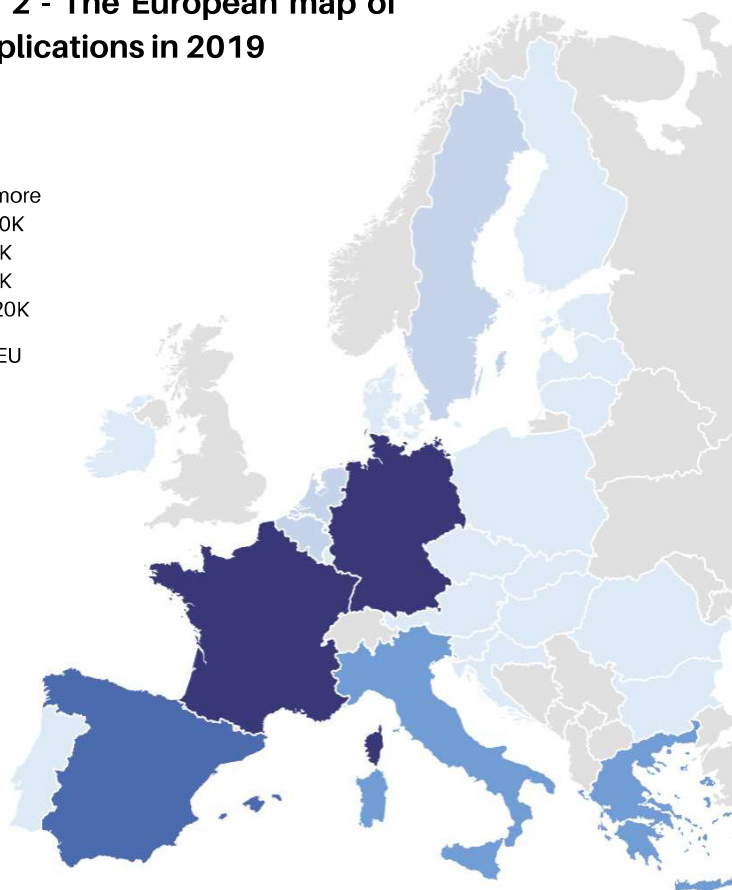 2 - The European map of
plications in 2019
more
0K
K
K
20K
EU